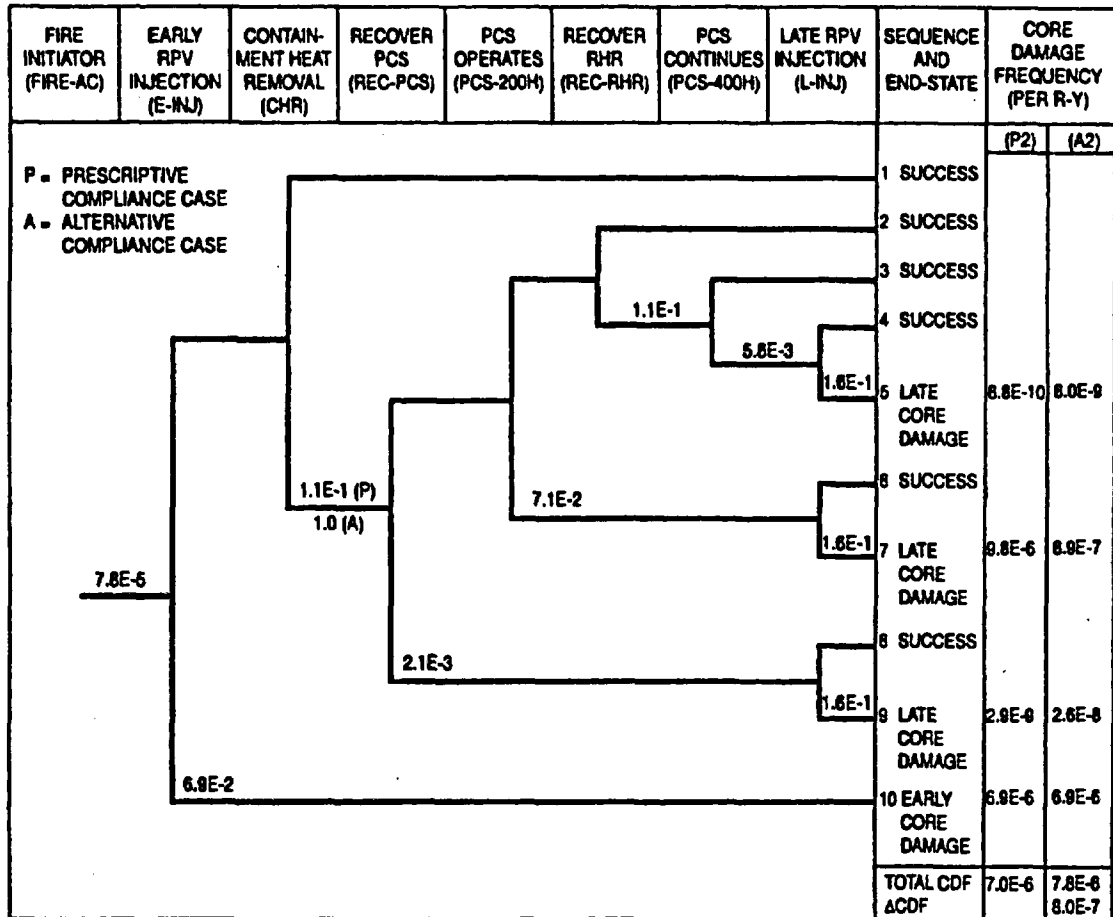 FIRE INITIATOR (FIRE-AC)
EARLY RPV INJECTION (E-INJ)
CONTAIN-MENT HEAT REMOVAL (CHR)
RECOVER PCS (REC-PCS)
PCS OPERATES (PCS-200H)
RECOVER RHR (REC-RHR)
PCS CONTINUES (PCS-400H)
LATE RPV INJECTION (L-INJ)
SEQUENCE AND END-STATE
CORE DAMAGE FREQUENCY (PER R-Y)
(P2) (A2)
P = PRESCRIPTIVE
COMPLIANCE CASE
A = ALTERNATIVE
COMPLIANCE CASE
1 SUCCESS
2 SUCCESS
3 SUCCESS
1.1E-1
4 SUCCESS
5.6E-3
1.6E-1
5 LATE CORE DAMAGE 6.6E-10 6.0E-9
6 SUCCESS
1.1E-1 (P)
1.0 (A)
7.1E-2
1.6E-1
7 LATE CORE DAMAGE 9.8E-6 8.9E-7
7.8E-5
8 SUCCESS
2.1E-3
1.6E-1
9 LATE CORE DAMAGE 2.9E-9 2.6E-8
6.9E-2
10 EARLY CORE DAMAGE 6.9E-6 6.9E-6
TOTAL CDF 7.0E-6 7.8E-6
ΔCDF 8.0E-7